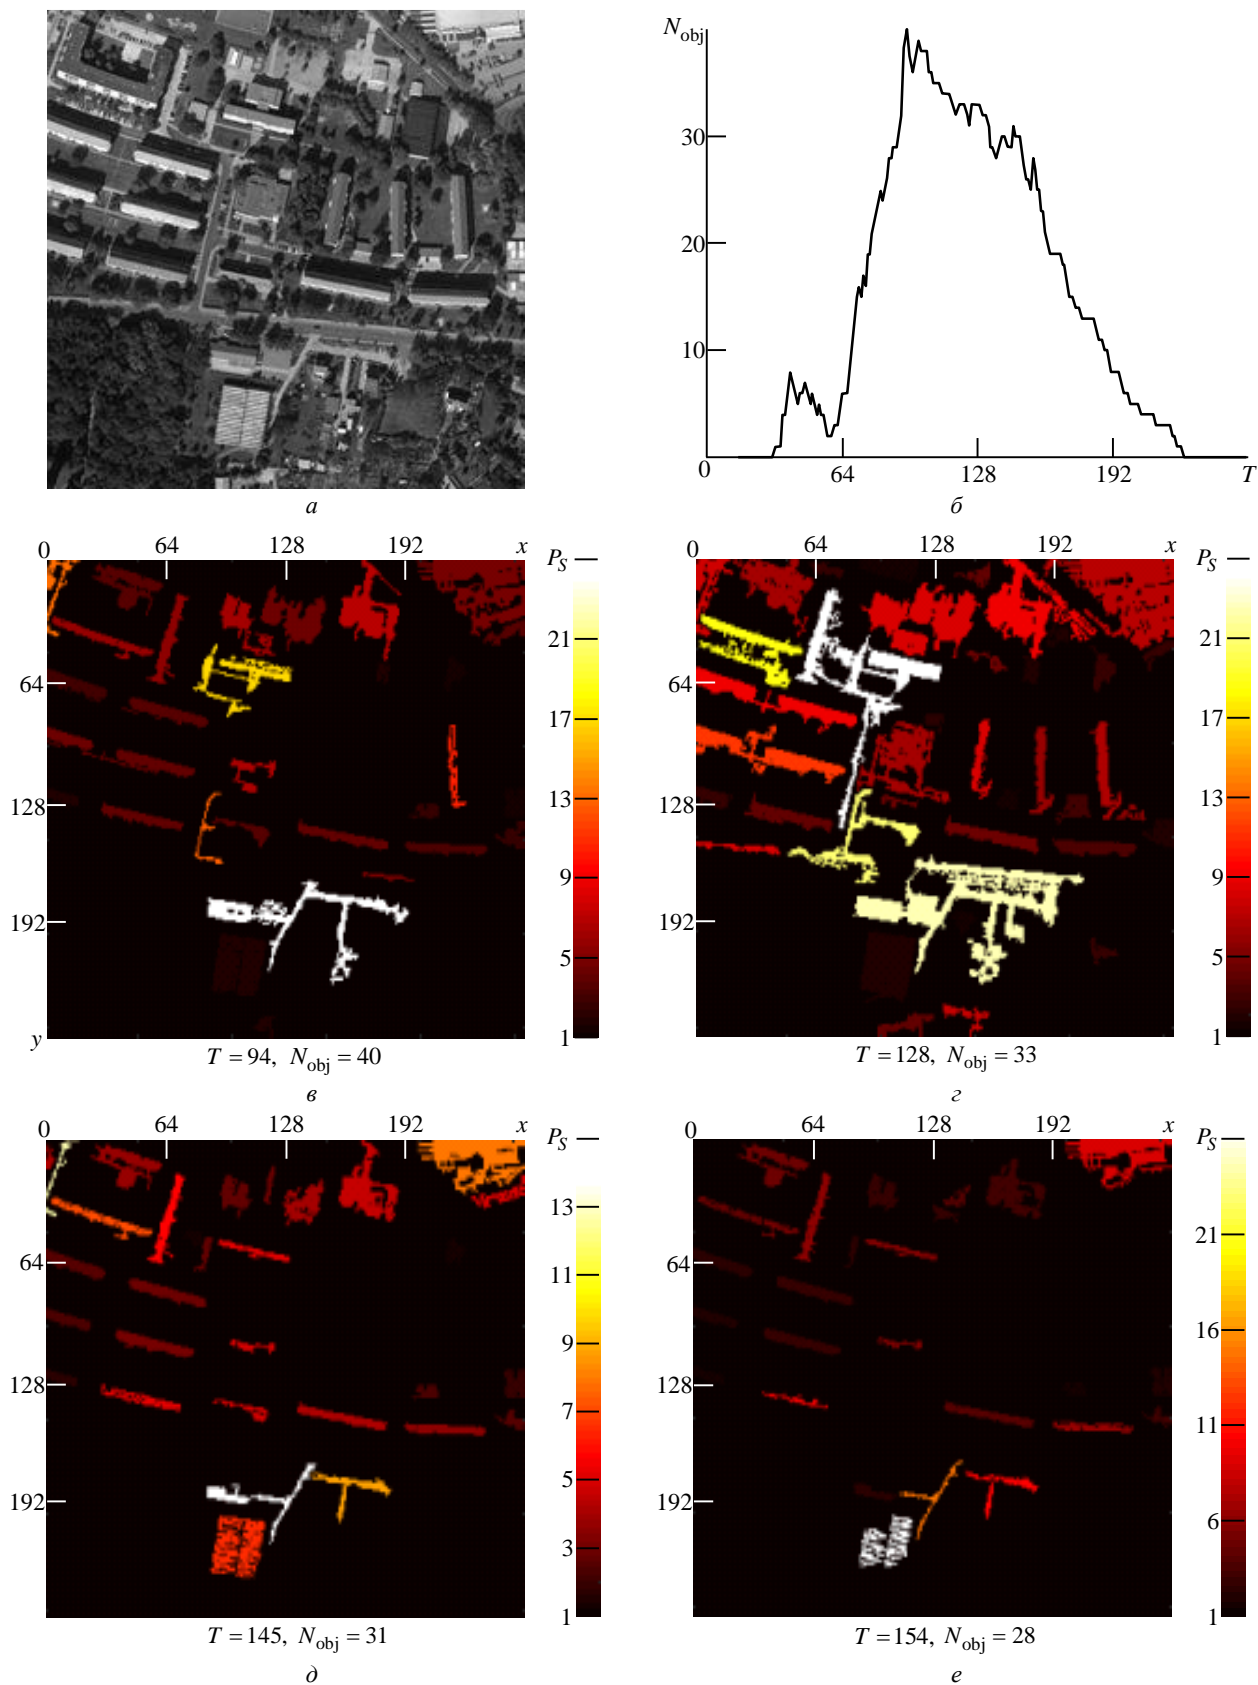 N_obj
30
20
10
0 64 128 192 T
а б
0 64 128 192 x P_S
21
64
17
13
128
9
192
5
y 1
T = 94, N_obj = 40
в
0 64 128 192 x P_S
21
64
17
13
128
9
192
5
1
T = 128, N_obj = 33
г
0 64 128 192 x P_S
13
64
11
9
128
7
5
192
3
1
T = 145, N_obj = 31
д
0 64 128 192 x P_S
21
64
16
128
11
192
6
1
T = 154, N_obj = 28
е